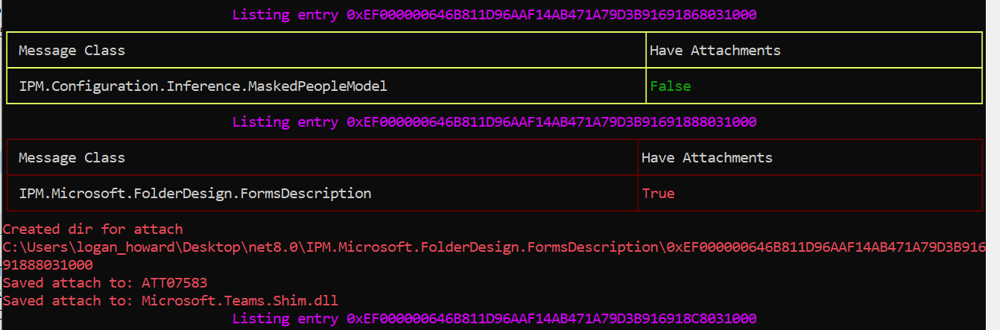 Listing entry 0xEF000000646B811D96AAF14AB471A79D3B91691868031000
Message Class Have Attachments
IPM.Configuration.Inference.MaskedPeopleModel False
Listing entry 0xEF000000646B811D96AAF14AB471A79D3B91691888031000
Message Class Have Attachments
IPM.Microsoft.FolderDesign.FormsDescription True
Created dir for attach
C:\Users\logan_howard\Desktop\net8.0\IPM.Microsoft.FolderDesign.FormsDescription\0xEF000000646B811D96AAF14AB471A79D3B916
91888031000
Saved attach to: ATT07583
Saved attach to: Microsoft.Teams.Shim.dll
Listing entry 0xEF000000646B811D96AAF14AB471A79D3B916918C8031000